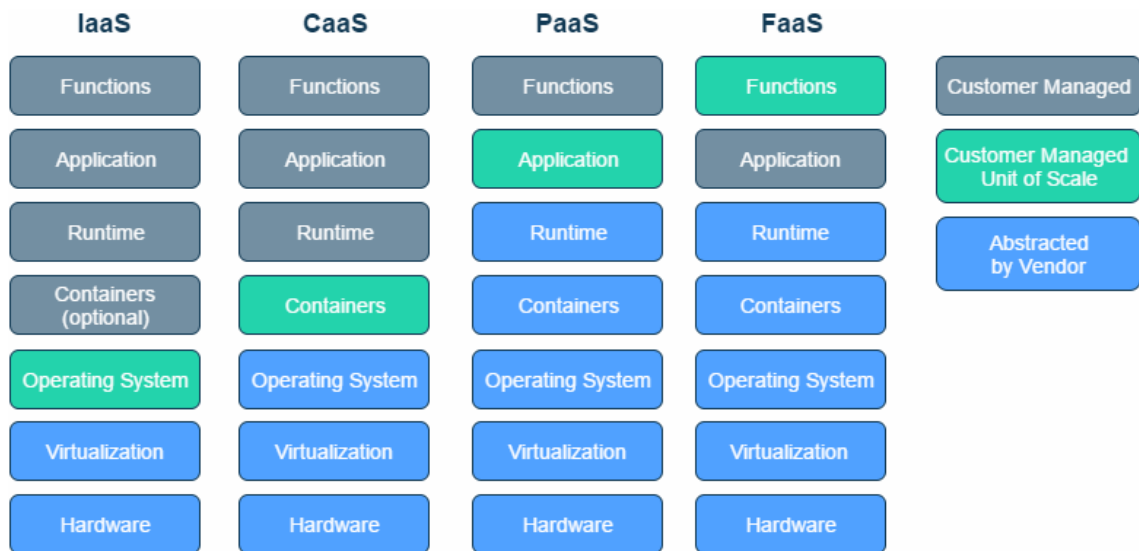 IaaS
CaaS
PaaS
FaaS
Functions
Functions
Functions
Functions
Customer Managed
Application
Application
Application
Application
Customer Managed
Unit of Scale
Runtime
Runtime
Runtime
Runtime
Abstracted
by Vendor
Containers
(optional)
Containers
Containers
Containers
Operating System
Operating System
Operating System
Operating System
Virtualization
Virtualization
Virtualization
Virtualization
Hardware
Hardware
Hardware
Hardware